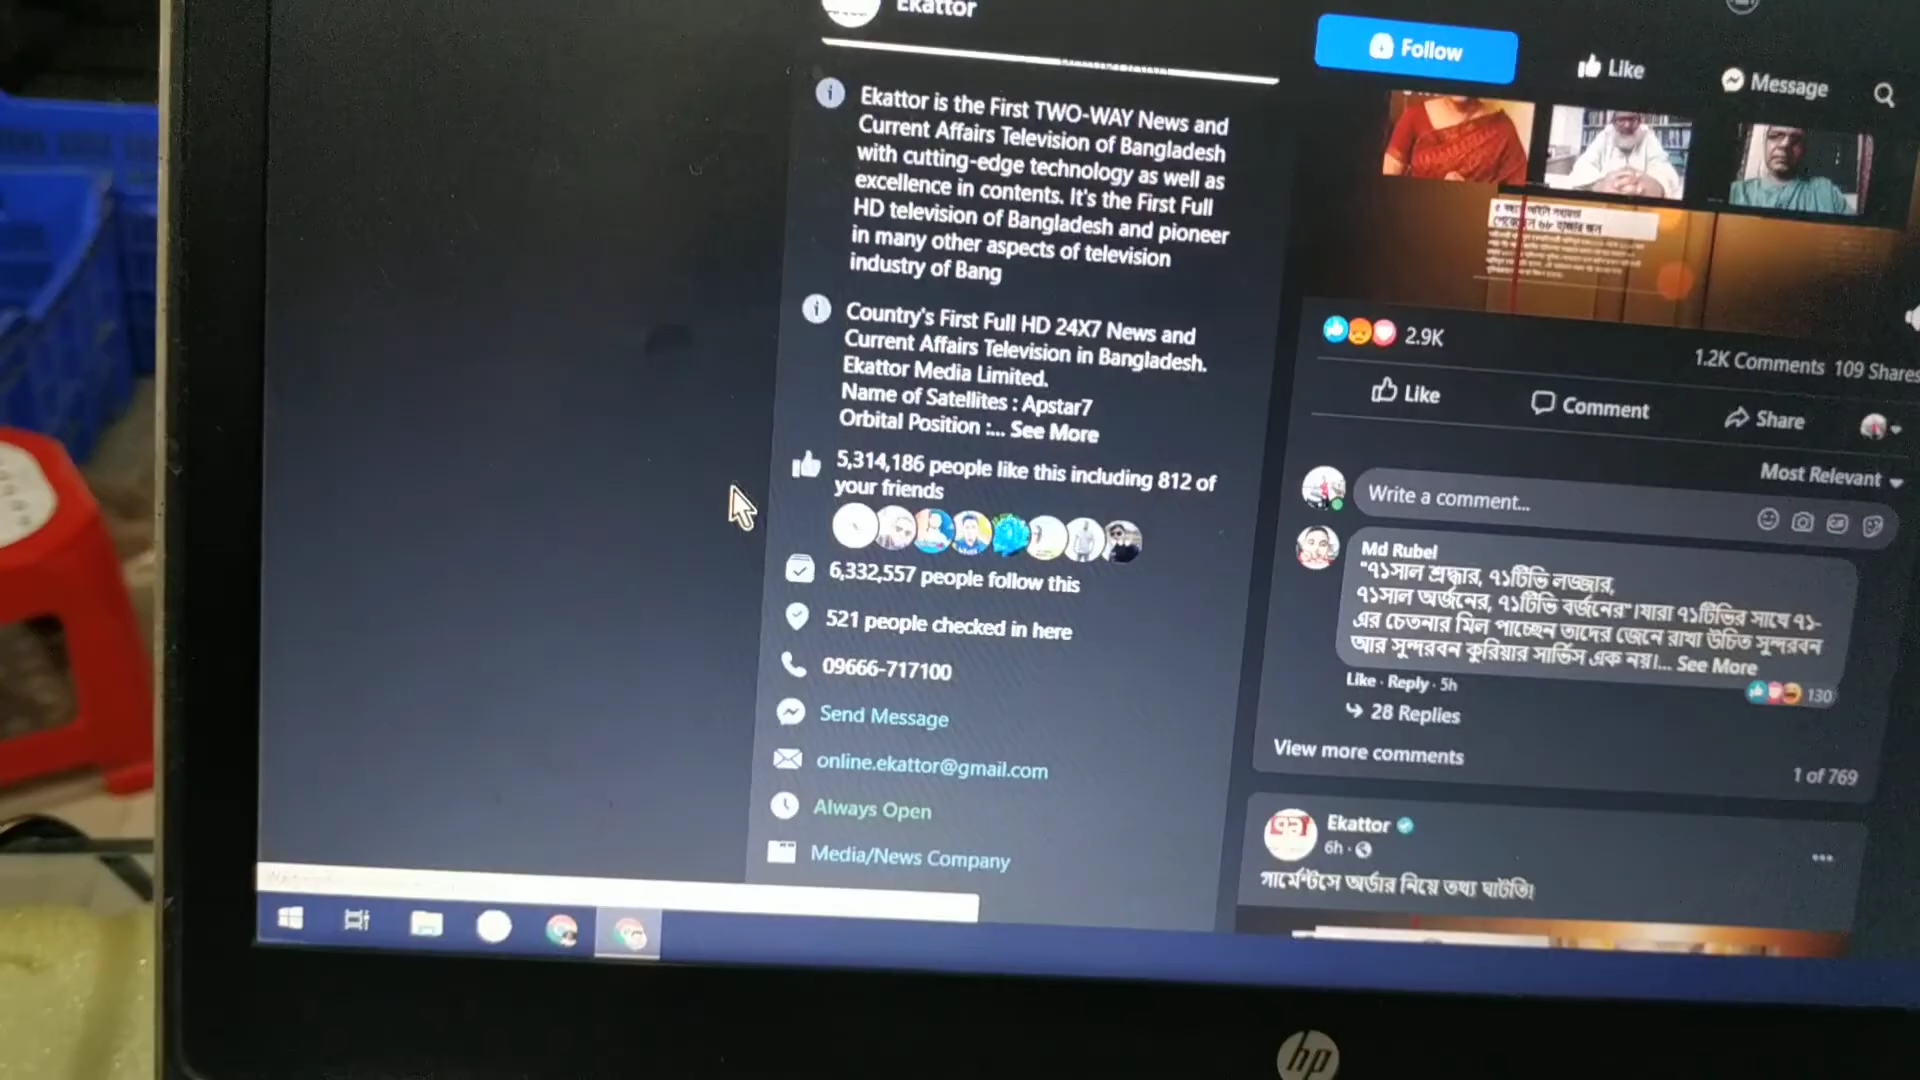 Ekattor
Follow
Like
Message
Ekattor is the First TWO-WAY News and
Current Affairs Television of Bangladesh
with cutting-edge technology as well as
excellence in contents. It's the First Full
HD television of Bangladesh and pioneer
in many other aspects of television
industry of Bang
Country's First Full HD 24X7 News and
Current Affairs Television in Bangladesh.
Ekattor Media Limited.
Name of Satellites : Apstar7
Orbital Position :... See More
5,314,186 people like this including 812 of
your friends
6,332,557 people follow this
521 people checked in here
09666-717100
Send Message
online.ekattor@gmail.com
Always Open
Media/News Company
2.9K
1.2K Comments 109 Shares
Like
Comment
Share
Most Relevant
Write a comment...
Md Rubel
"৭১সাল শ্রদ্ধার, ৭১টিভি লজ্জার,
৭১সাল অর্জনের, ৭১টিভি বর্জনের"।যারা ৭১টিভির সাথে ৭১-
এর চেতনার মিল পাচ্ছেন তাদের জেনে রাখা উচিত সুন্দরবন
আর সুন্দরবন কুরিয়ার সার্ভিস এক নয়।... See More
130
Like · Reply · 5h
28 Replies
View more comments
1 of 769
Ekattor
6h ·
গার্মেন্টসে অর্ডার নিয়ে তথ্য ঘাটতি!
hp